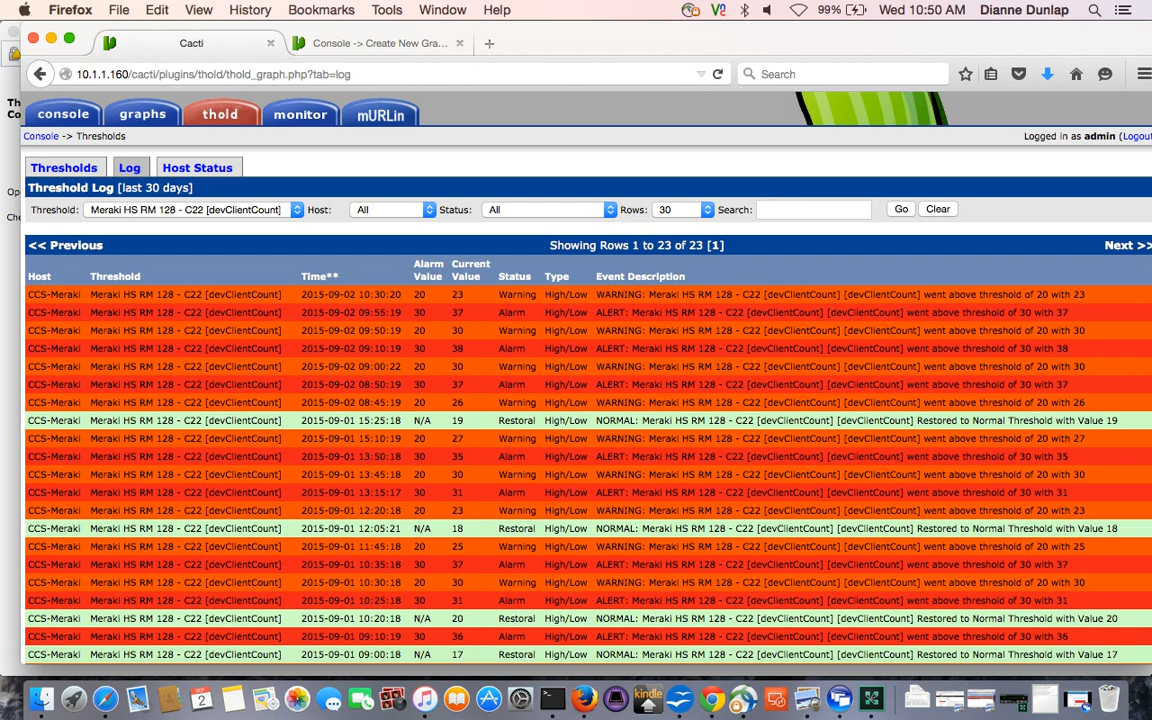 Firefox File Edit View History Bookmarks Tools Window Help 99% Wed 10:50 AM Dianne Dunlap
Cacti × Console -> Create New Gra... × +
10.1.1.160/cacti/plugins/thold/thold_graph.php?tab=log Search
console graphs thold monitor mURLin
Console -> Thresholds Logged in as admin (Logout
Thresholds Log Host Status
Threshold Log [last 30 days]
Threshold: Meraki HS RM 128 - C22 [devClientCount] Host: All Status: All Rows: 30 Search: Go Clear
<< Previous Showing Rows 1 to 23 of 23 [1] Next >>
Host Threshold Time** Alarm Value Current Value Status Type Event Description
CCS-Meraki Meraki HS RM 128 - C22 [devClientCount] 2015-09-02 10:30:20 20 23 Warning High/Low WARNING: Meraki HS RM 128 - C22 [devClientCount] [devClientCount] went above threshold of 20 with 23
CCS-Meraki Meraki HS RM 128 - C22 [devClientCount] 2015-09-02 09:55:19 30 37 Alarm High/Low ALERT: Meraki HS RM 128 - C22 [devClientCount] [devClientCount] went above threshold of 30 with 37
CCS-Meraki Meraki HS RM 128 - C22 [devClientCount] 2015-09-02 09:50:19 20 30 Warning High/Low WARNING: Meraki HS RM 128 - C22 [devClientCount] [devClientCount] went above threshold of 20 with 30
CCS-Meraki Meraki HS RM 128 - C22 [devClientCount] 2015-09-02 09:10:19 30 38 Alarm High/Low ALERT: Meraki HS RM 128 - C22 [devClientCount] [devClientCount] went above threshold of 30 with 38
CCS-Meraki Meraki HS RM 128 - C22 [devClientCount] 2015-09-02 09:00:22 20 30 Warning High/Low WARNING: Meraki HS RM 128 - C22 [devClientCount] [devClientCount] went above threshold of 20 with 30
CCS-Meraki Meraki HS RM 128 - C22 [devClientCount] 2015-09-02 08:50:19 30 37 Alarm High/Low ALERT: Meraki HS RM 128 - C22 [devClientCount] [devClientCount] went above threshold of 30 with 37
CCS-Meraki Meraki HS RM 128 - C22 [devClientCount] 2015-09-02 08:45:19 20 26 Warning High/Low WARNING: Meraki HS RM 128 - C22 [devClientCount] [devClientCount] went above threshold of 20 with 26
CCS-Meraki Meraki HS RM 128 - C22 [devClientCount] 2015-09-01 15:25:18 N/A 19 Restoral High/Low NORMAL: Meraki HS RM 128 - C22 [devClientCount] [devClientCount] Restored to Normal Threshold with Value 19
CCS-Meraki Meraki HS RM 128 - C22 [devClientCount] 2015-09-01 15:10:19 20 27 Warning High/Low WARNING: Meraki HS RM 128 - C22 [devClientCount] [devClientCount] went above threshold of 20 with 27
CCS-Meraki Meraki HS RM 128 - C22 [devClientCount] 2015-09-01 13:50:18 30 35 Alarm High/Low ALERT: Meraki HS RM 128 - C22 [devClientCount] [devClientCount] went above threshold of 30 with 35
CCS-Meraki Meraki HS RM 128 - C22 [devClientCount] 2015-09-01 13:45:18 20 30 Warning High/Low WARNING: Meraki HS RM 128 - C22 [devClientCount] [devClientCount] went above threshold of 20 with 30
CCS-Meraki Meraki HS RM 128 - C22 [devClientCount] 2015-09-01 13:15:17 30 31 Alarm High/Low ALERT: Meraki HS RM 128 - C22 [devClientCount] [devClientCount] went above threshold of 30 with 31
CCS-Meraki Meraki HS RM 128 - C22 [devClientCount] 2015-09-01 12:20:18 20 23 Warning High/Low WARNING: Meraki HS RM 128 - C22 [devClientCount] [devClientCount] went above threshold of 20 with 23
CCS-Meraki Meraki HS RM 128 - C22 [devClientCount] 2015-09-01 12:05:21 N/A 18 Restoral High/Low NORMAL: Meraki HS RM 128 - C22 [devClientCount] [devClientCount] Restored to Normal Threshold with Value 18
CCS-Meraki Meraki HS RM 128 - C22 [devClientCount] 2015-09-01 11:45:18 20 25 Warning High/Low WARNING: Meraki HS RM 128 - C22 [devClientCount] [devClientCount] went above threshold of 20 with 25
CCS-Meraki Meraki HS RM 128 - C22 [devClientCount] 2015-09-01 10:35:18 30 37 Alarm High/Low ALERT: Meraki HS RM 128 - C22 [devClientCount] [devClientCount] went above threshold of 30 with 37
CCS-Meraki Meraki HS RM 128 - C22 [devClientCount] 2015-09-01 10:30:18 20 30 Warning High/Low WARNING: Meraki HS RM 128 - C22 [devClientCount] [devClientCount] went above threshold of 20 with 30
CCS-Meraki Meraki HS RM 128 - C22 [devClientCount] 2015-09-01 10:25:18 30 31 Alarm High/Low ALERT: Meraki HS RM 128 - C22 [devClientCount] [devClientCount] went above threshold of 30 with 31
CCS-Meraki Meraki HS RM 128 - C22 [devClientCount] 2015-09-01 10:20:18 N/A 20 Restoral High/Low NORMAL: Meraki HS RM 128 - C22 [devClientCount] [devClientCount] Restored to Normal Threshold with Value 20
CCS-Meraki Meraki HS RM 128 - C22 [devClientCount] 2015-09-01 09:10:19 30 36 Alarm High/Low ALERT: Meraki HS RM 128 - C22 [devClientCount] [devClientCount] went above threshold of 30 with 36
CCS-Meraki Meraki HS RM 128 - C22 [devClientCount] 2015-09-01 09:00:18 N/A 17 Restoral High/Low NORMAL: Meraki HS RM 128 - C22 [devClientCount] [devClientCount] Restored to Normal Threshold with Value 17
2 kindle